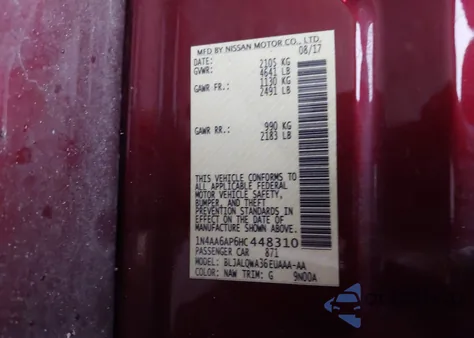 MFD BY NISSAN MOTOR CO., LTD.
DATE: 08/17
GVWR: 2105 KG
4641 LB
GAWR FR.: 1130 KG
2491 LB
GAWR RR.: 990 KG
2183 LB
THIS VEHICLE CONFORMS TO
ALL APPLICABLE FEDERAL
MOTOR VEHICLE SAFETY,
BUMPER, AND THEFT
PREVENTION STANDARDS IN
EFFECT ON THE DATE OF
MANUFACTURE SHOWN ABOVE.
1N4AA6AP6HC448310
PASSENGER CAR 871
MODEL: BLJALQWA36EUAAA-AA
COLOR: NAW TRIM: G 9N00A